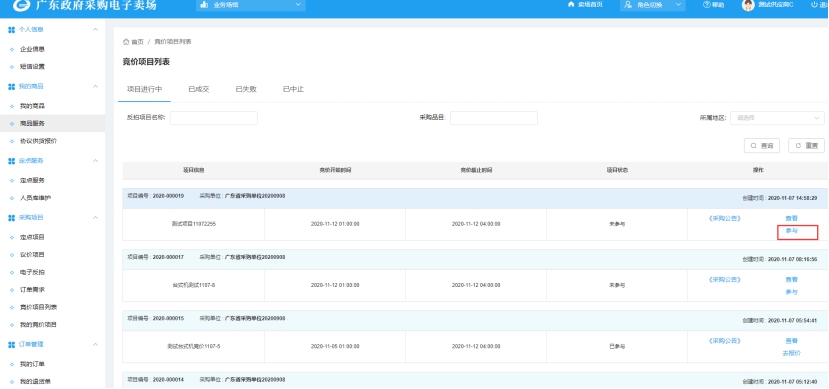 广东政府采购电子卖场
业务场馆
卖场首页
角色切换
帮助
测试供应商C
个人信息
企业信息
短信设置
我的商品
我的商品
商品服务
协议供货报价
定点服务
定点服务
人员库维护
采购项目
定点项目
议价项目
电子反拍
订单需求
竞价项目列表
我的竞价项目
订单管理
我的订单
我的退货单
首页 / 竞价项目列表
竞价项目列表
项目进行中 已成交 已失败 已中止
反拍项目名称: 采购品目: 所属地区: 请选择
查询 重置
项目信息 竞价开始时间 竞价截止时间 项目状态 操作
项目编号 : 2020-000019 采购单位 : 广东省采购单位20200908 创建时间 : 2020-11-07 14:58:29
测试项目11072255 2020-11-12 01:00:00 2020-11-12 04:00:00 未参与 《采购公告》 查看
参与
项目编号 : 2020-000017 采购单位 : 广东省采购单位20200908 创建时间 : 2020-11-07 08:16:56
台式机测试1107-8 2020-11-12 01:00:00 2020-11-12 04:00:00 未参与 《采购公告》 查看
参与
项目编号 : 2020-000015 采购单位 : 广东省采购单位20200908 创建时间 : 2020-11-07 05:54:41
测试台式机竞价1107-5 2020-11-05 01:00:00 2020-11-12 04:00:00 已参与 《采购公告》 查看
去报价
项目编号 : 2020-000014 采购单位 : 广东省采购单位20200908 创建时间 : 2020-11-07 05:12:40